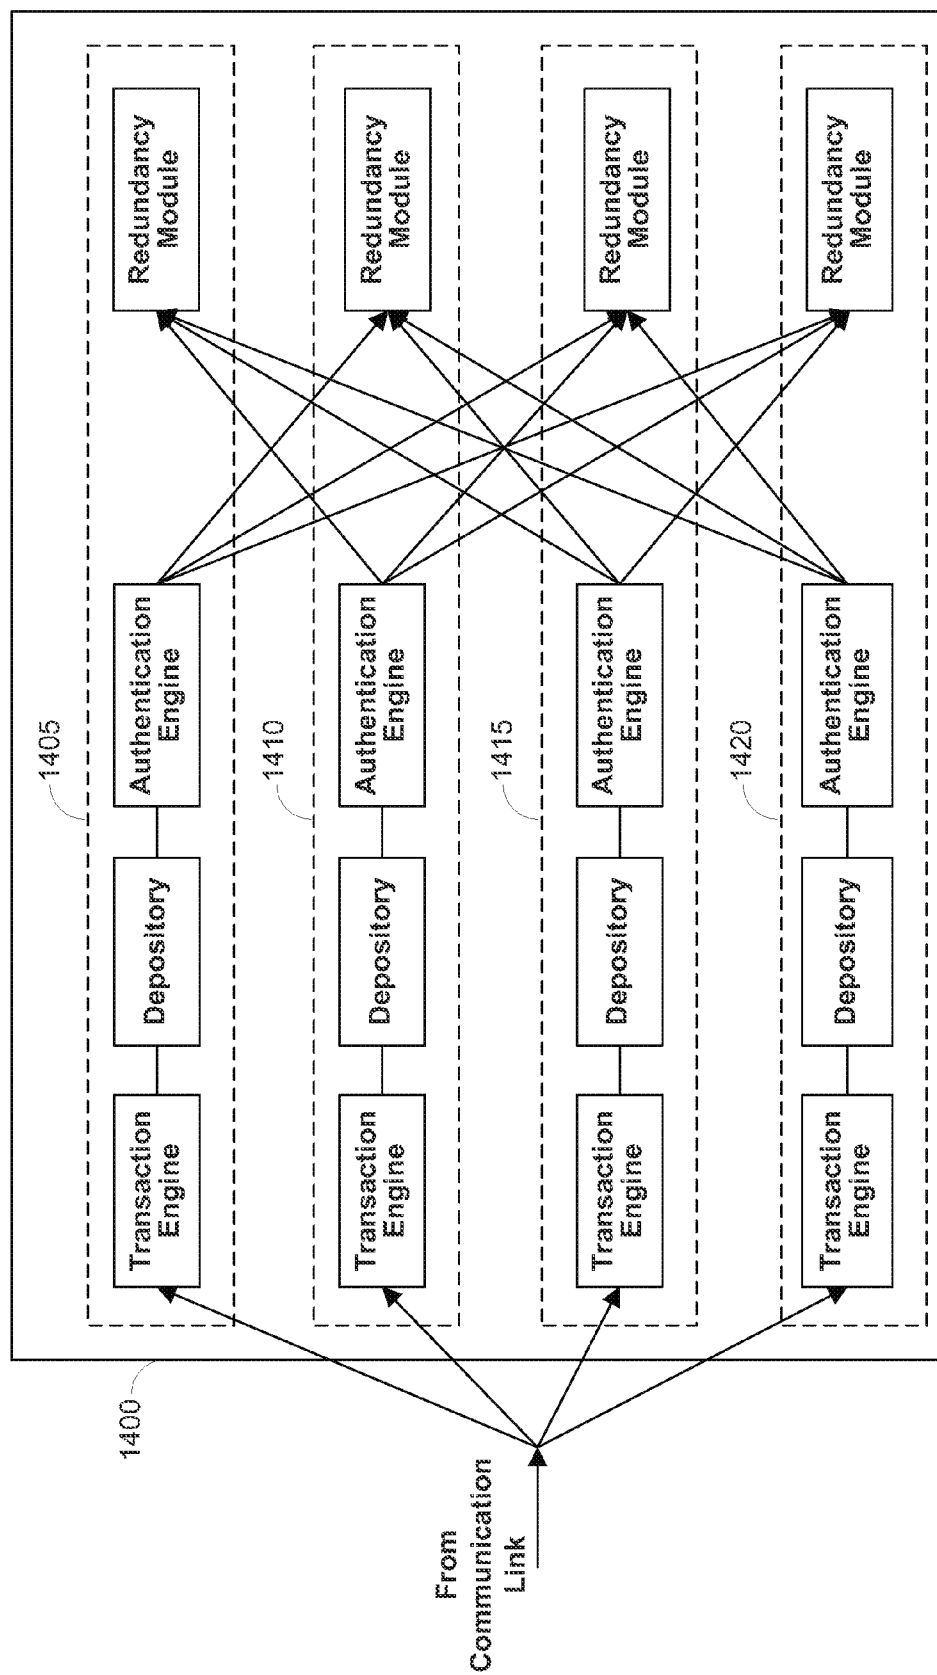 1400
From
Communication
Link
1405
Transaction
Engine
Depository
Authentication
Engine
Redundancy
Module
1410
Transaction
Engine
Depository
Authentication
Engine
Redundancy
Module
1415
Transaction
Engine
Depository
Authentication
Engine
Redundancy
Module
1420
Transaction
Engine
Depository
Authentication
Engine
Redundancy
Module